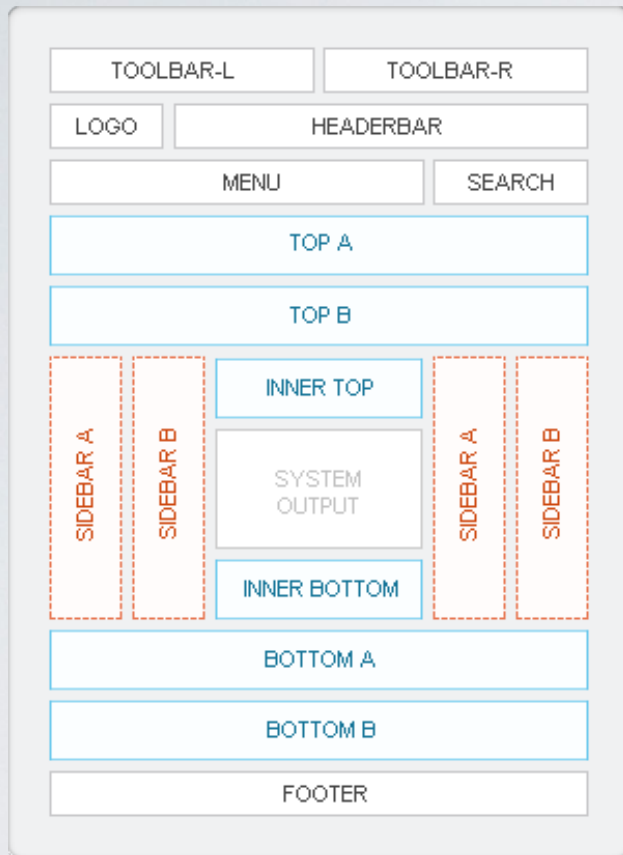 TOOLBAR-L
TOOLBAR-R
LOGO
HEADERBAR
MENU
SEARCH
TOP A
TOP B
SIDEBAR A
SIDEBAR B
INNER TOP
SYSTEM
OUTPUT
INNER BOTTOM
SIDEBAR A
SIDEBAR B
BOTTOM A
BOTTOM B
FOOTER